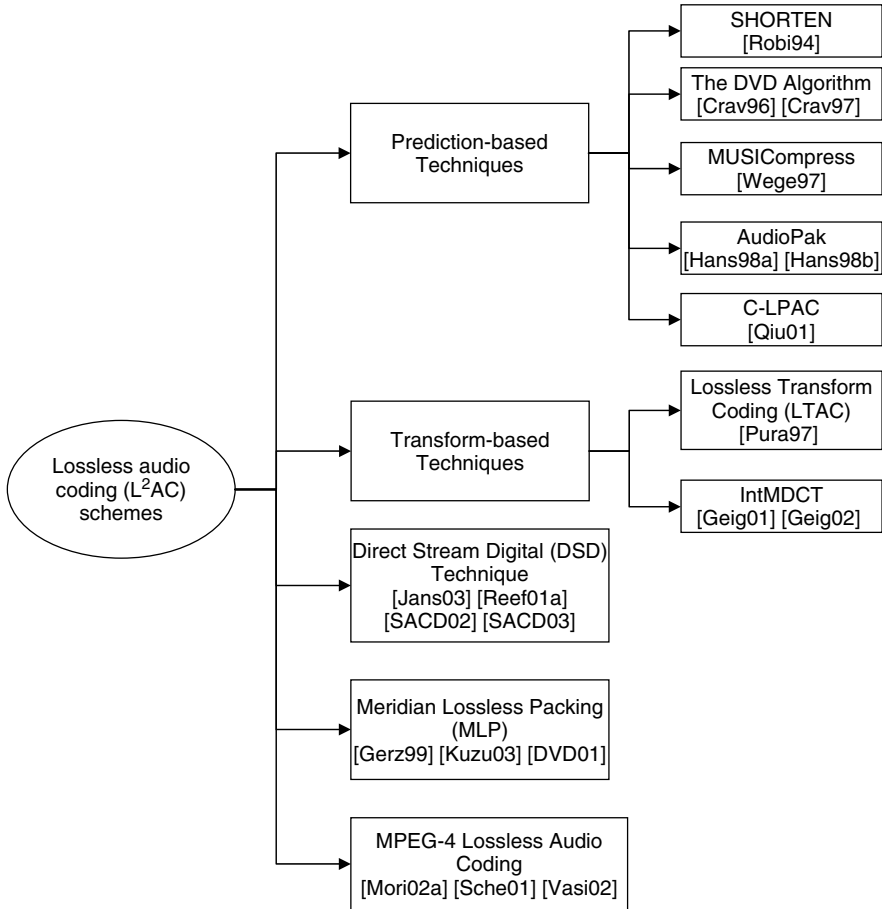 Lossless audio
coding (L²AC)
schemes
Prediction-based
Techniques
SHORTEN
[Robi94]
The DVD Algorithm
[Crav96] [Crav97]
MUSICompress
[Wege97]
AudioPak
[Hans98a] [Hans98b]
C-LPAC
[Qiu01]
Transform-based
Techniques
Lossless Transform
Coding (LTAC)
[Pura97]
IntMDCT
[Geig01] [Geig02]
Direct Stream Digital (DSD)
Technique
[Jans03] [Reef01a]
[SACD02] [SACD03]
Meridian Lossless Packing
(MLP)
[Gerz99] [Kuzu03] [DVD01]
MPEG-4 Lossless Audio
Coding
[Mori02a] [Sche01] [Vasi02]